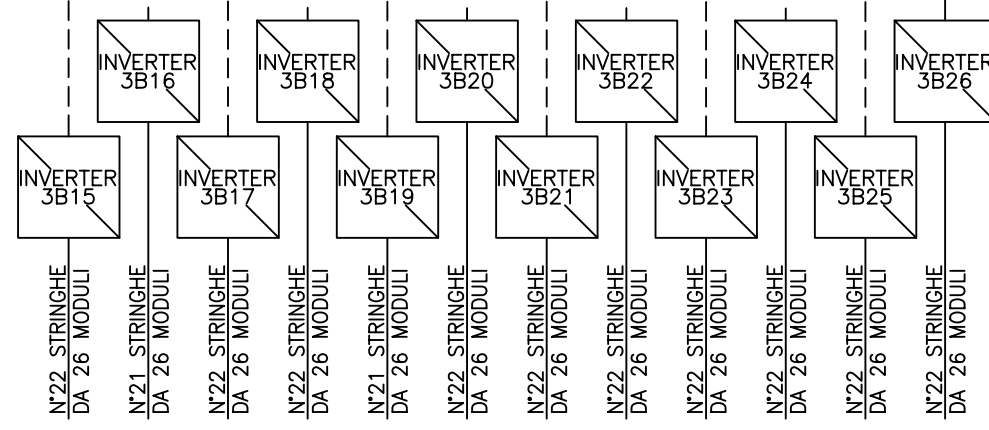 INVERTER
3B16
INVERTER
3B18
INVERTER
3B20
INVERTER
3B22
INVERTER
3B24
INVERTER
3B26
INVERTER
3B15
INVERTER
3B17
INVERTER
3B19
INVERTER
3B21
INVERTER
3B23
INVERTER
3B25
N°22 STRINGHE
DA 26 MODULI
N°21 STRINGHE
DA 26 MODULI
N°22 STRINGHE
DA 26 MODULI
N°22 STRINGHE
DA 26 MODULI
N°21 STRINGHE
DA 26 MODULI
N°22 STRINGHE
DA 26 MODULI
N°22 STRINGHE
DA 26 MODULI
N°22 STRINGHE
DA 26 MODULI
N°22 STRINGHE
DA 26 MODULI
N°22 STRINGHE
DA 26 MODULI
N°22 STRINGHE
DA 26 MODULI
N°22 STRINGHE
DA 26 MODULI